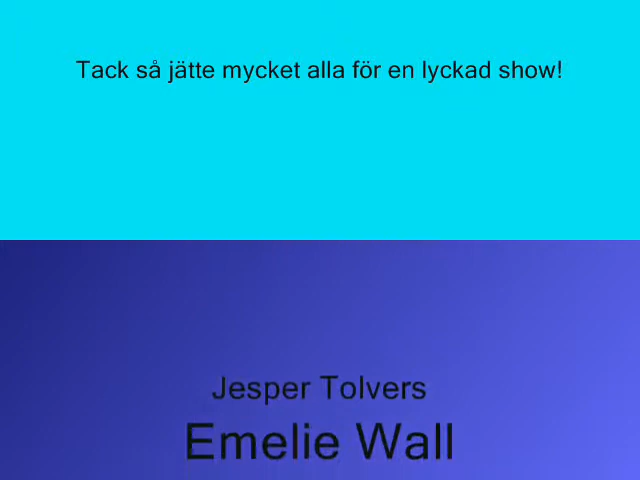 Tack så jätte mycket alla för en lyckad show!
Jesper Tolvers
Emelie Wall